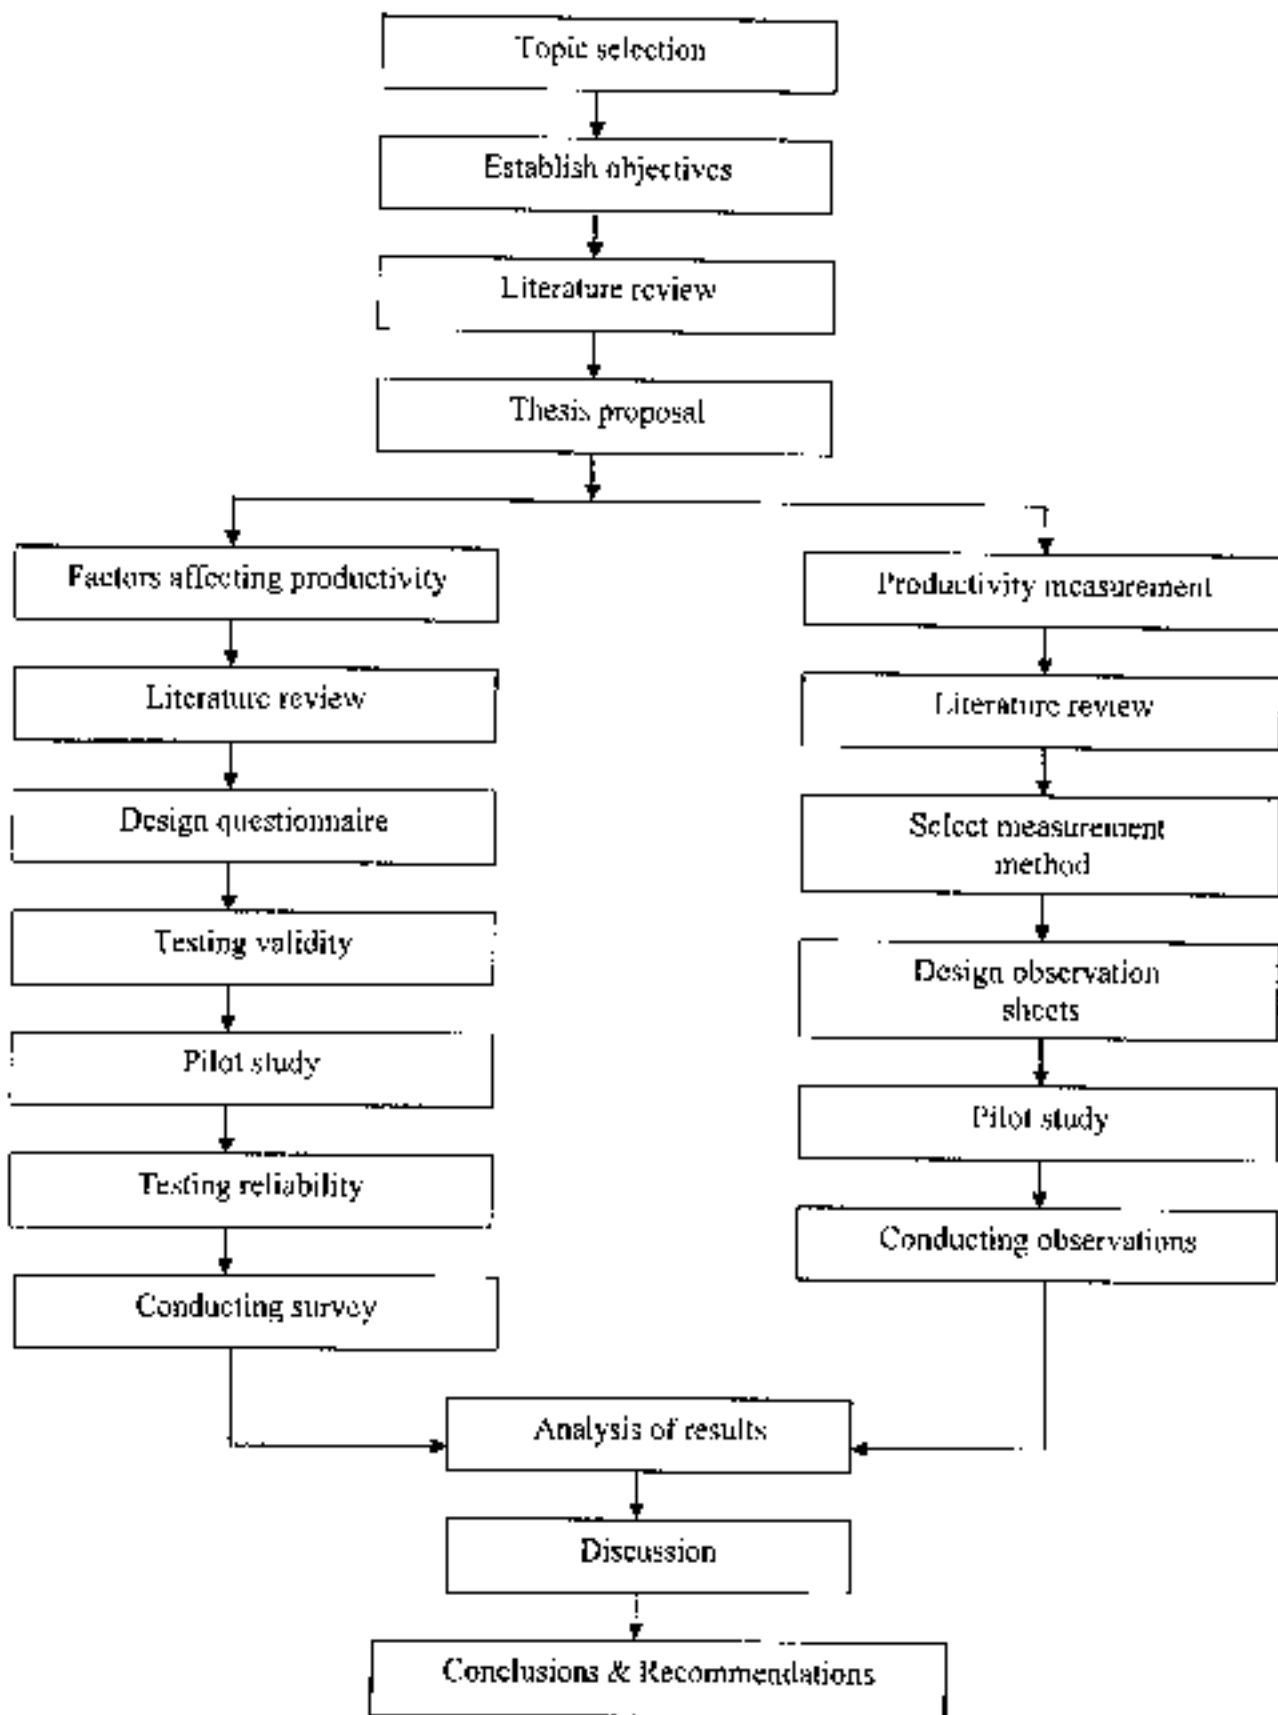 Topic selection
Establish objectives
Literature review
Thesis proposal
Factors affecting productivity
Literature review
Design questionnaire
Testing validity
Pilot study
Testing reliability
Conducting survey
Productivity measurement
Literature review
Select measurement
method
Design observation
sheets
Pilot study
Conducting observations
Analysis of results
Discussion
Conclusions & Recommendations